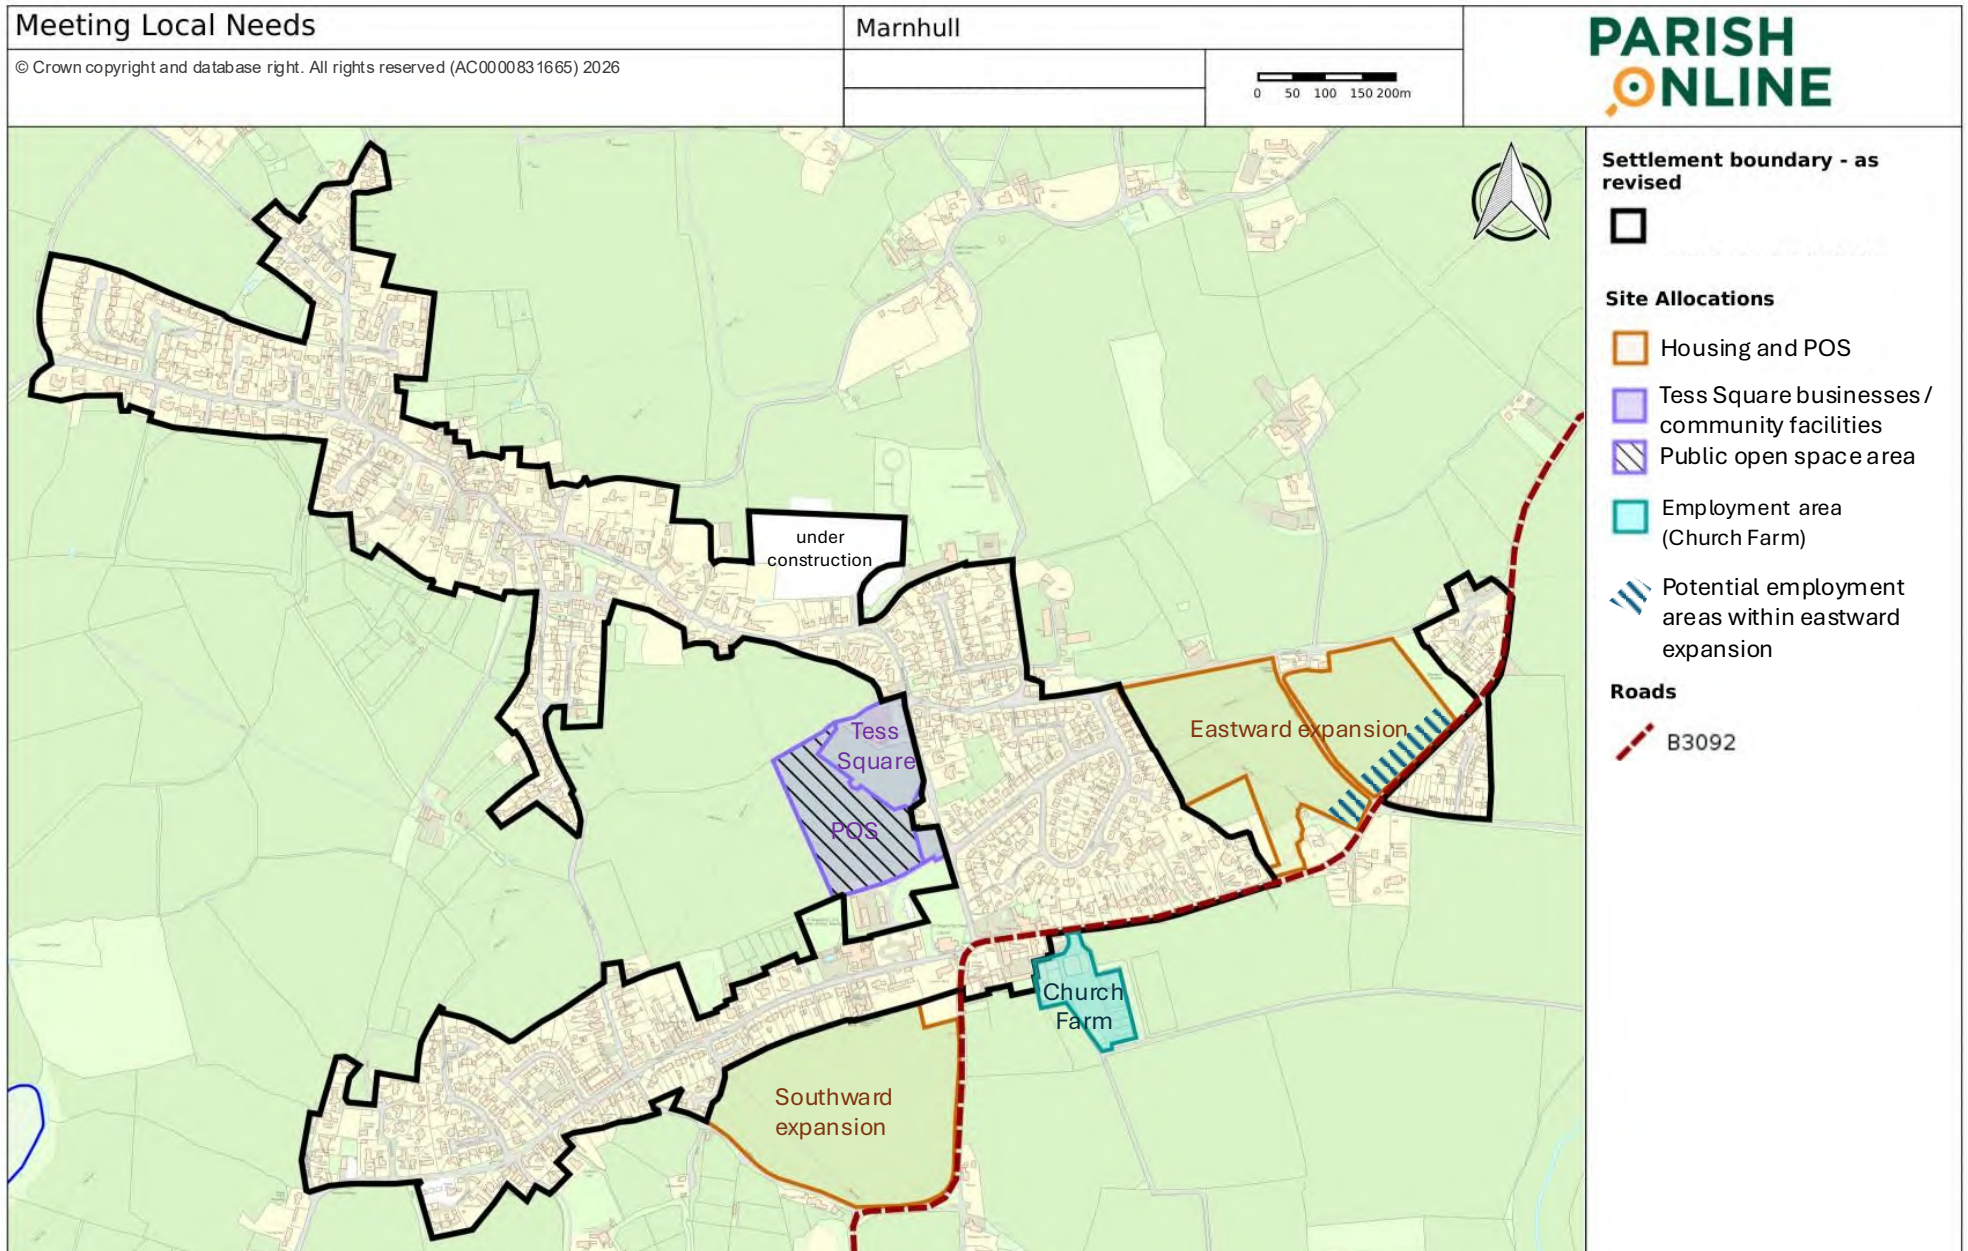 Meeting Local Needs
Marnhull
© Crown copyright and database right. All rights reserved (AC0000831665) 2026
0 50 100 150 200m
PARISH
ONLINE
Settlement boundary - as
revised
Site Allocations
Housing and POS
Tess Square businesses/
community facilities
Public open space area
Employment area
(Church Farm)
Potential employment
areas within eastward
expansion
Roads
B3092
under
construction
Eastward expansion
Tess
Square
POS
Church
Farm
Southward
expansion